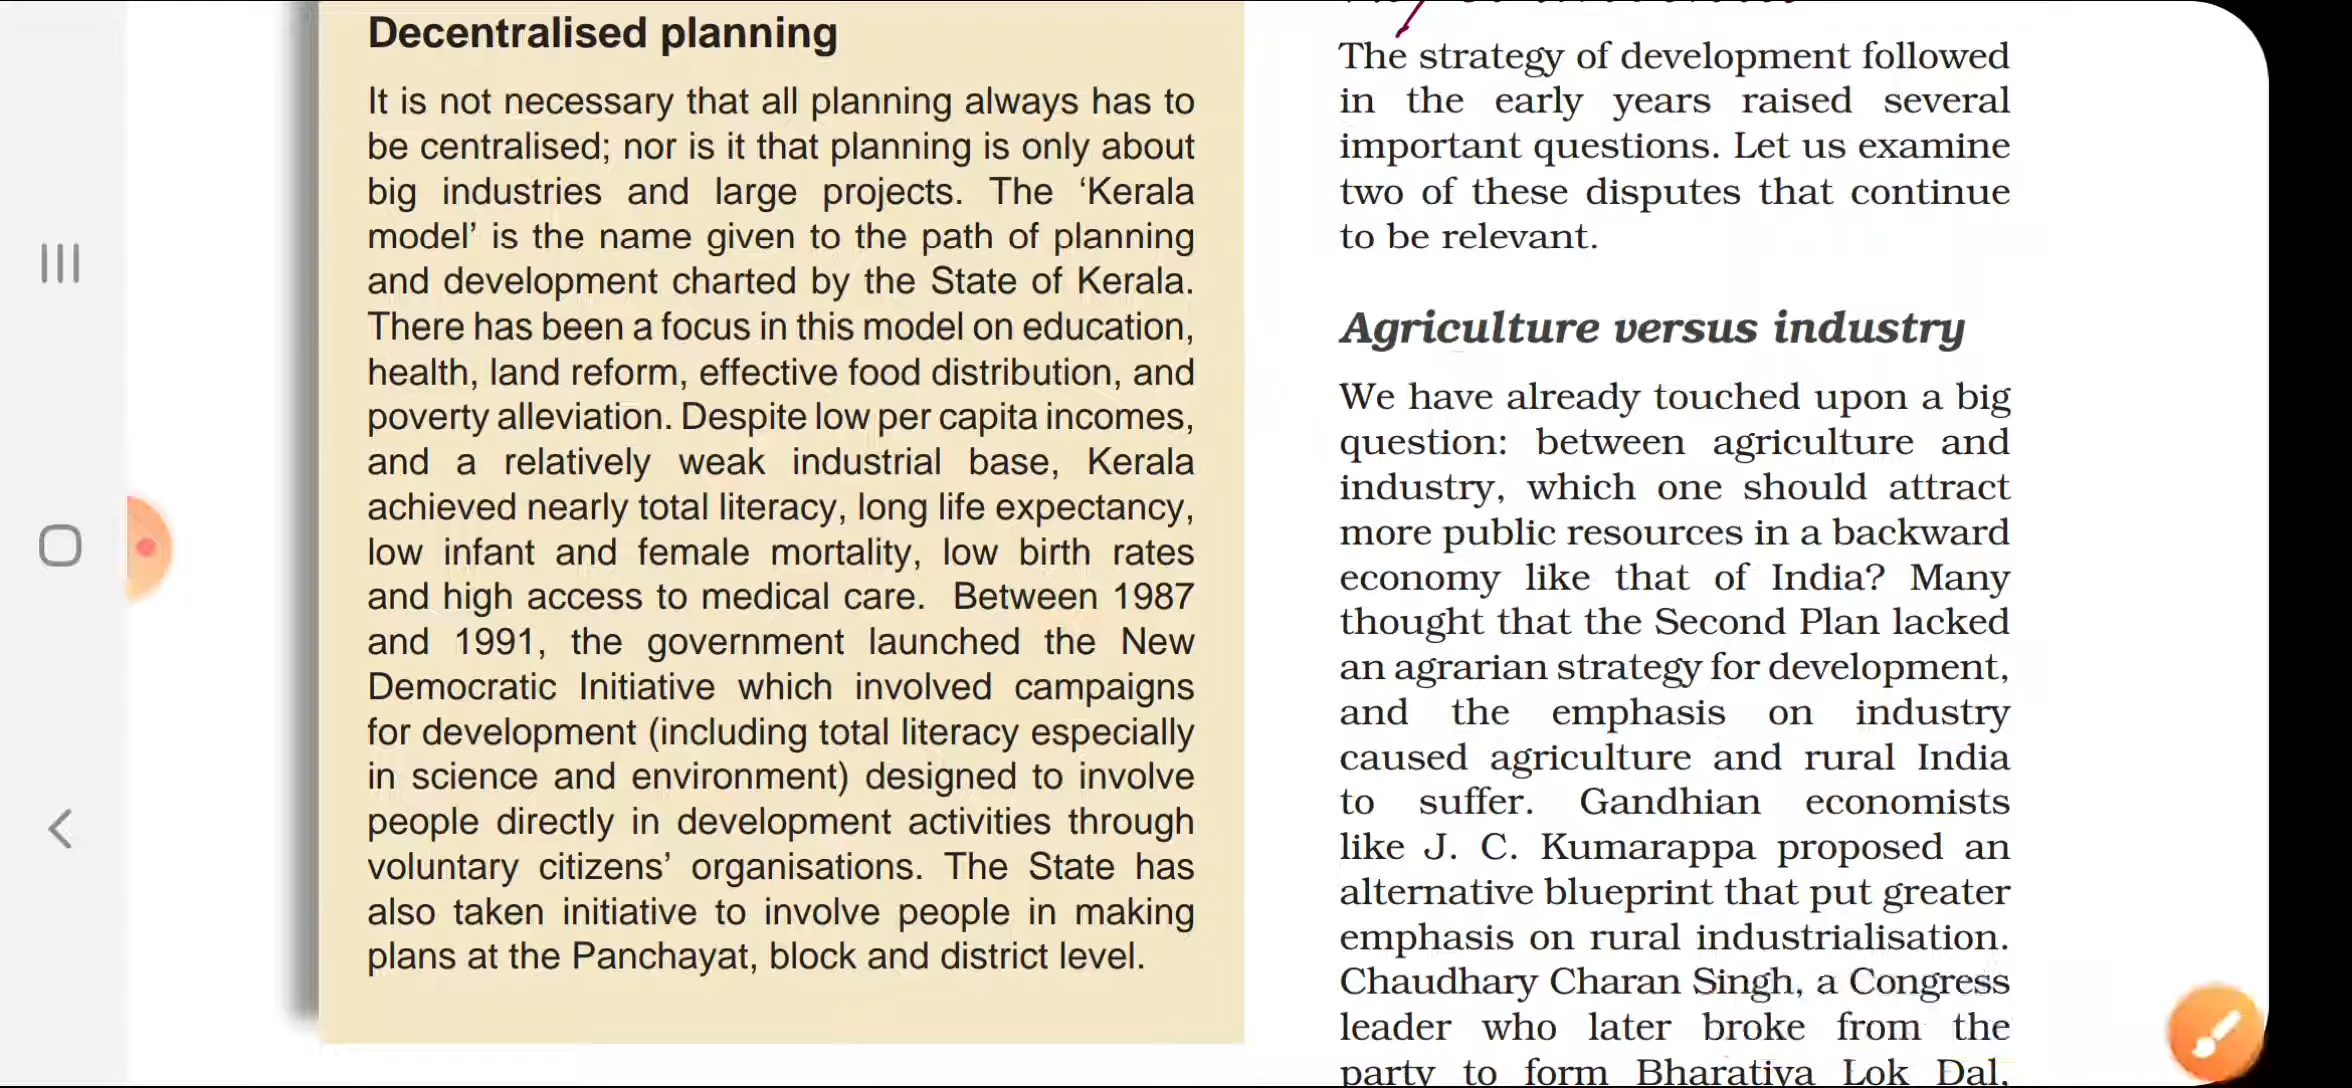 Decentralised planning
It is not necessary that all planning always has to
be centralised; nor is it that planning is only about
big industries and large projects. The ‘Kerala
model’ is the name given to the path of planning
and development charted by the State of Kerala.
There has been a focus in this model on education,
health, land reform, effective food distribution, and
poverty alleviation. Despite low per capita incomes,
and a relatively weak industrial base, Kerala
achieved nearly total literacy, long life expectancy,
low infant and female mortality, low birth rates
and high access to medical care. Between 1987
and 1991, the government launched the New
Democratic Initiative which involved campaigns
for development (including total literacy especially
in science and environment) designed to involve
people directly in development activities through
voluntary citizens’ organisations. The State has
also taken initiative to involve people in making
plans at the Panchayat, block and district level.
The strategy of development followed
in the early years raised several
important questions. Let us examine
two of these disputes that continue
to be relevant.
Agriculture versus industry
We have already touched upon a big
question: between agriculture and
industry, which one should attract
more public resources in a backward
economy like that of India? Many
thought that the Second Plan lacked
an agrarian strategy for development,
and the emphasis on industry
caused agriculture and rural India
to suffer. Gandhian economists
like J. C. Kumarappa proposed an
alternative blueprint that put greater
emphasis on rural industrialisation.
Chaudhary Charan Singh, a Congress
leader who later broke from the
party to form Bharatiya Lok Dal,